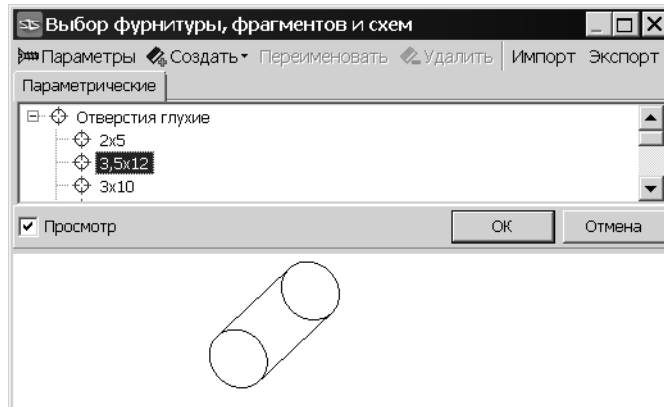 Выбор фурнитуры, фрагментов и схем
Параметры Создать Переименовать Удалить Импорт Экспорт
Параметрические
Отверстия глухие
2x5
3,5x12
3x10
Просмотр ОК Отмена